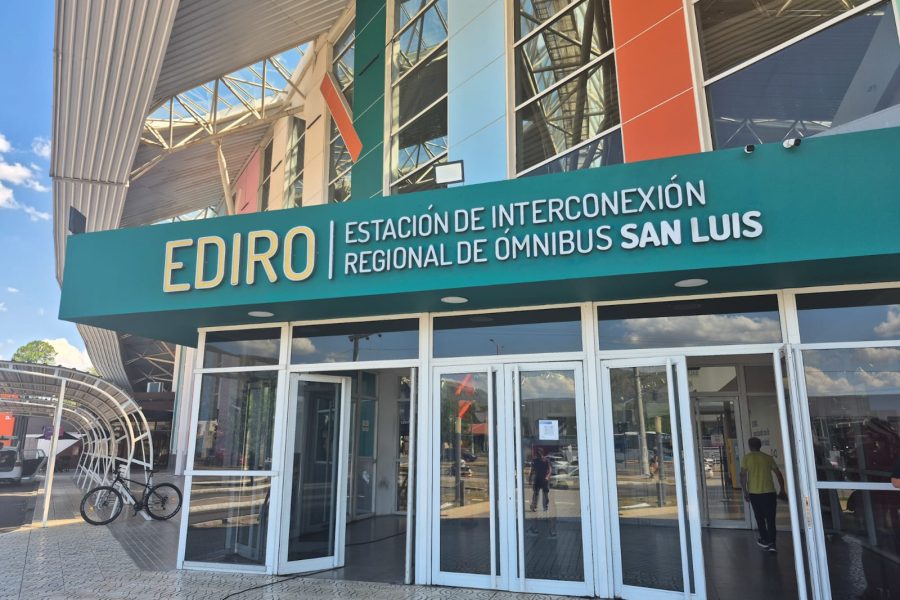 EDIRO
ESTACIÓN DE INTERCONEXIÓN
REGIONAL DE ÓMNIBUS SAN LUIS